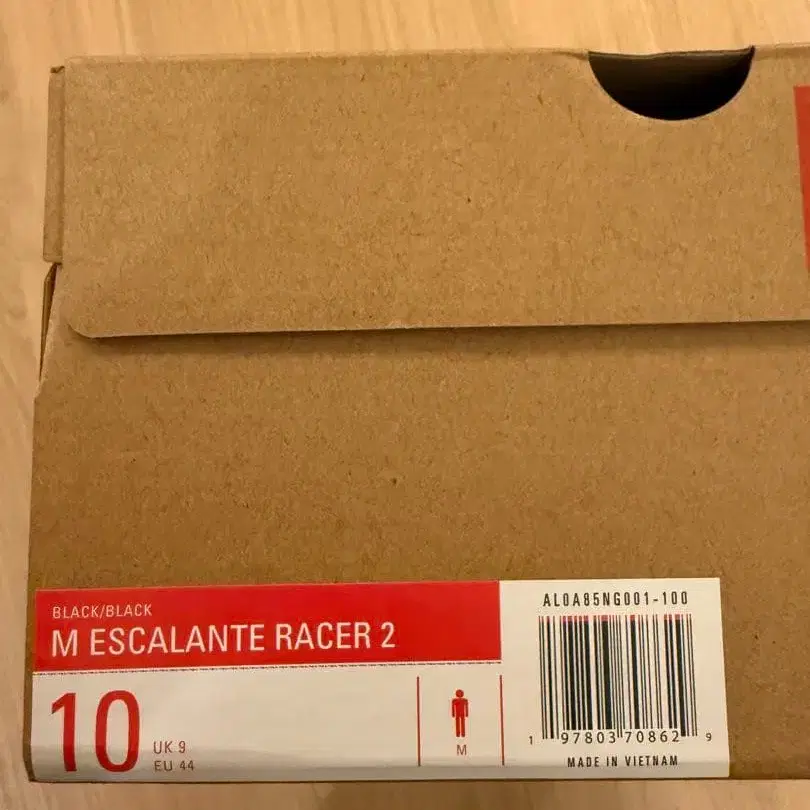 BLACK/BLACK
M ESCALANTE RACER 2
10
UK 9
EU 44
M
AL0A85NG001-100
1 97803 70862 9
MADE IN VIETNAM